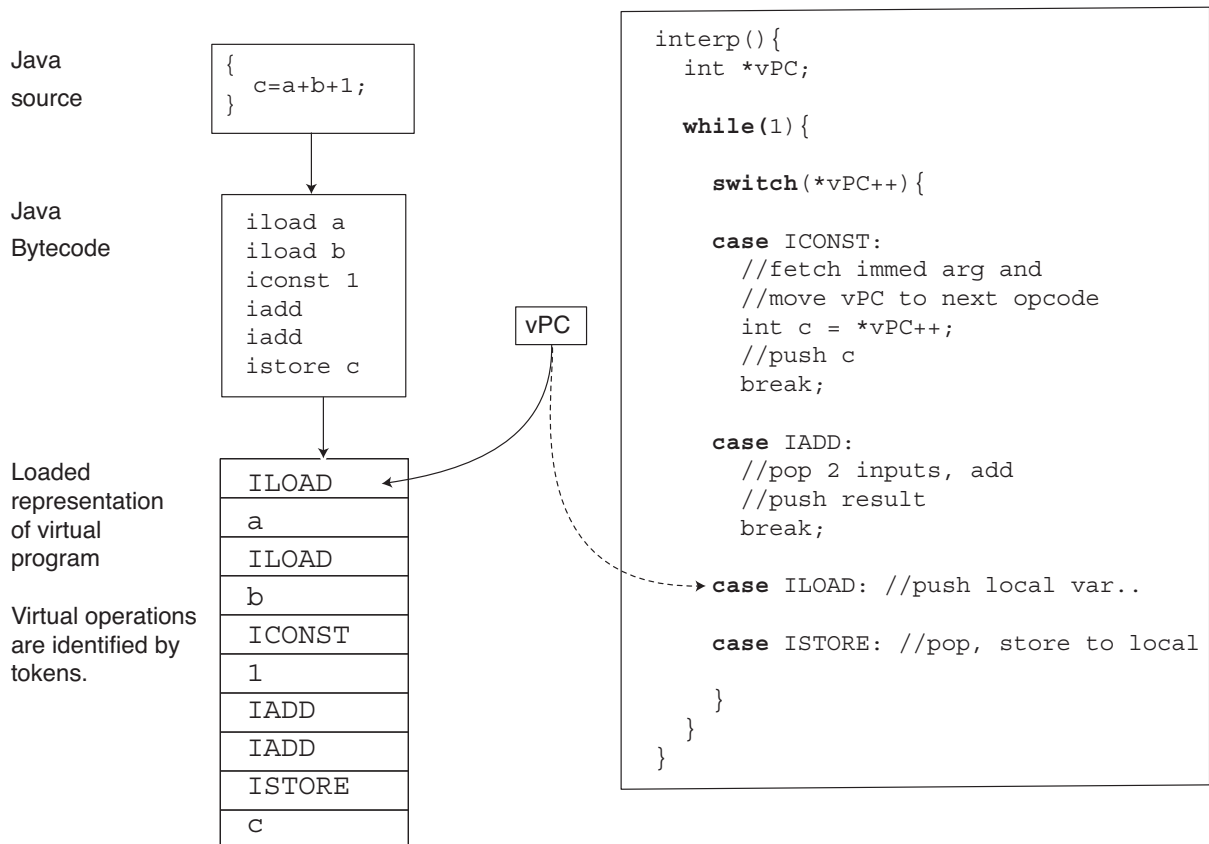 Java
source
{
c=a+b+1;
}
Java
Bytecode
iload a
iload b
iconst 1
iadd
iadd
istore c
vPC
Loaded
representation
of virtual
program
Virtual operations
are identified by
tokens.
ILOAD
a
ILOAD
b
ICONST
1
IADD
IADD
ISTORE
c
interp(){
int *vPC;
while(1){
switch(*vPC++){
case ICONST:
//fetch immed arg and
//move vPC to next opcode
int c = *vPC++;
//push c
break;
case IADD:
//pop 2 inputs, add
//push result
break;
case ILOAD: //push local var..
case ISTORE: //pop, store to local
}
}
}